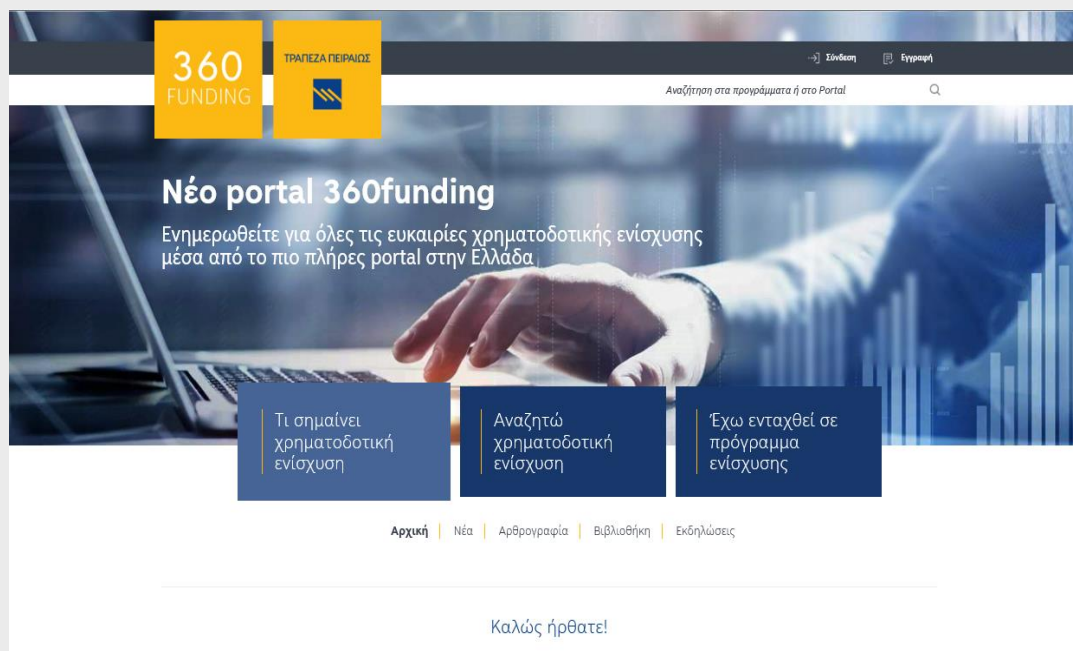 360
FUNDING
ΤΡΑΠΕΖΑ ΠΕΙΡΑΙΩΣ
Σύνδεση
Εγγραφή
Αναζήτηση στα προγράμματα ή στο Portal
Νέο portal 360funding
Ενημερωθείτε για όλες τις ευκαιρίες χρηματοδοτικής ενίσχυσης
μέσα από το πιο πλήρες portal στην Ελλάδα
Τι σημαίνει
χρηματοδοτική
ενίσχυση
Αναζητώ
χρηματοδοτική
ενίσχυση
Έχω ενταχθεί σε
πρόγραμμα
ενίσχυσης
Αρχική | Νέα | Αρθρογραφία | Βιβλιοθήκη | Εκδηλώσεις
Καλώς ήρθατε!